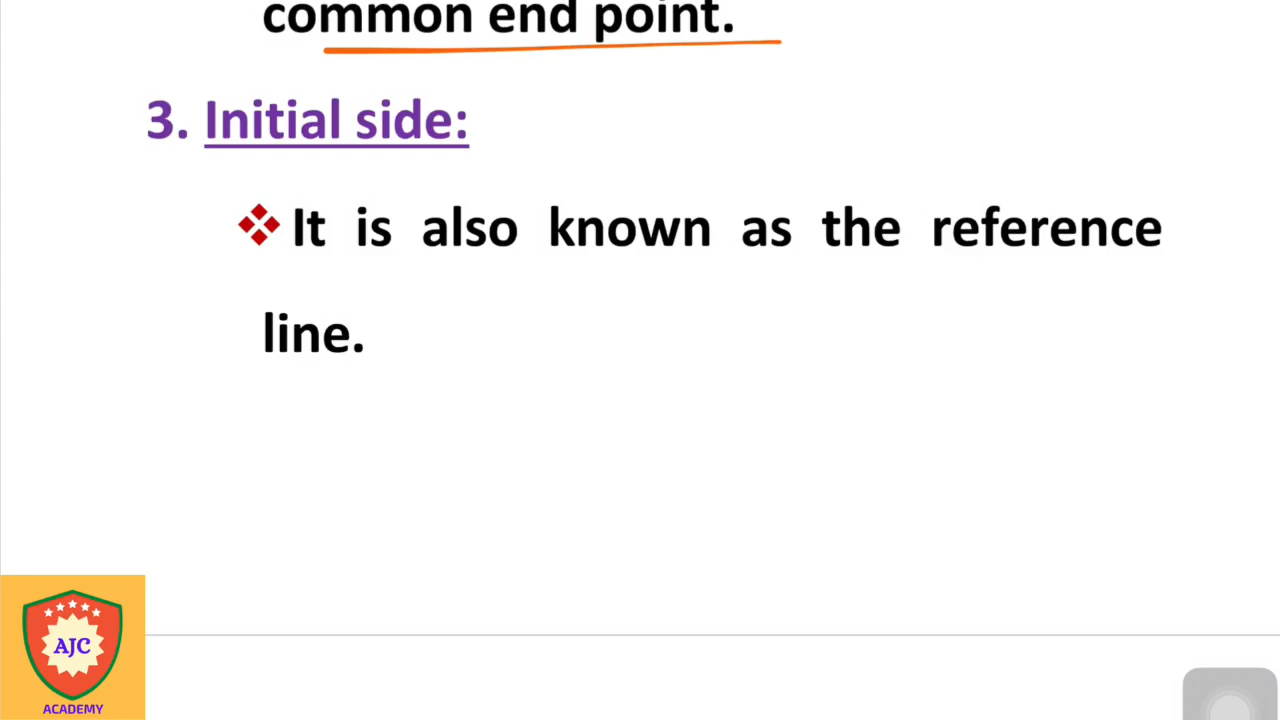 common end point.
3. Initial side:
❖ It is also known as the reference
line.
AJC
ACADEMY